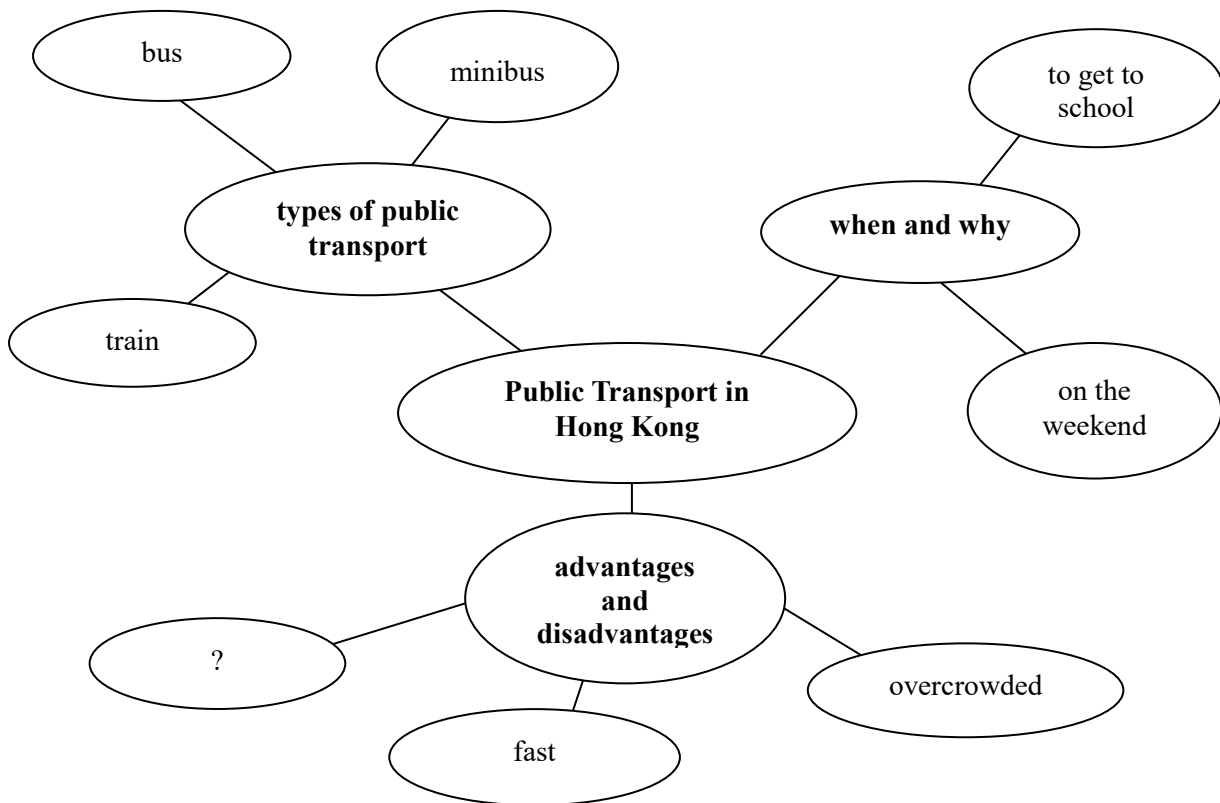 bus
minibus
to get to
school
types of public
transport
when and why
train
Public Transport in
Hong Kong
on the
weekend
advantages
and
disadvantages
?
overcrowded
fast